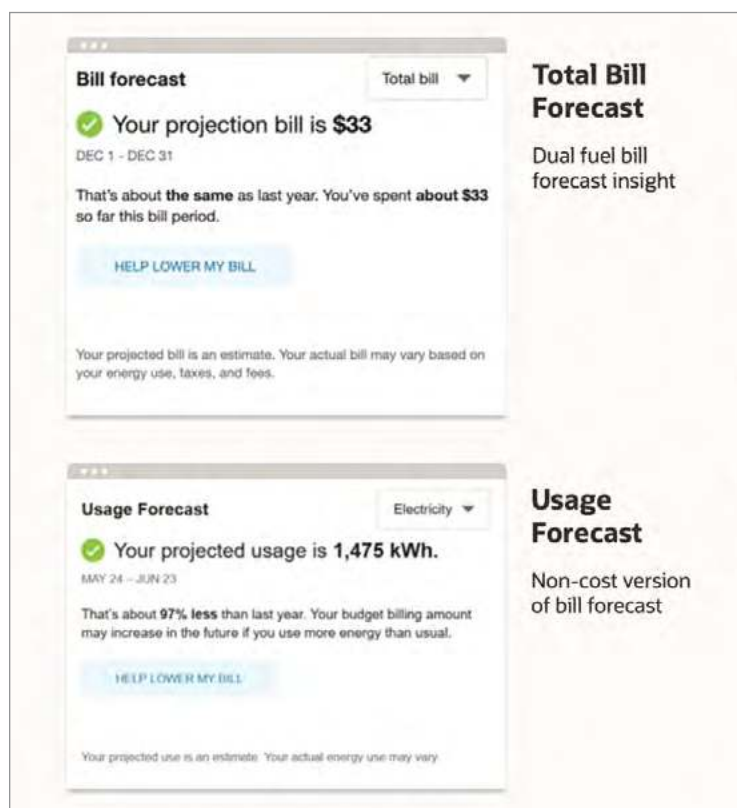 Bill forecast
Total bill
Your projection bill is $33
DEC 1 - DEC 31
That's about the same as last year. You've spent about $33
so far this bill period.
HELP LOWER MY BILL
Your projected bill is an estimate. Your actual bill may vary based on
your energy use, taxes, and fees.
Total Bill
Forecast
Dual fuel bill
forecast insight
Usage Forecast
Electricity
Your projected usage is 1,475 kWh.
MAY 24 - JUN 23
That's about 97% less than last year. Your budget billing amount
may increase in the future if you use more energy than usual.
HELP LOWER MY BILL
Your projected use is an estimate. Your actual energy use may vary.
Usage
Forecast
Non-cost version
of bill forecast